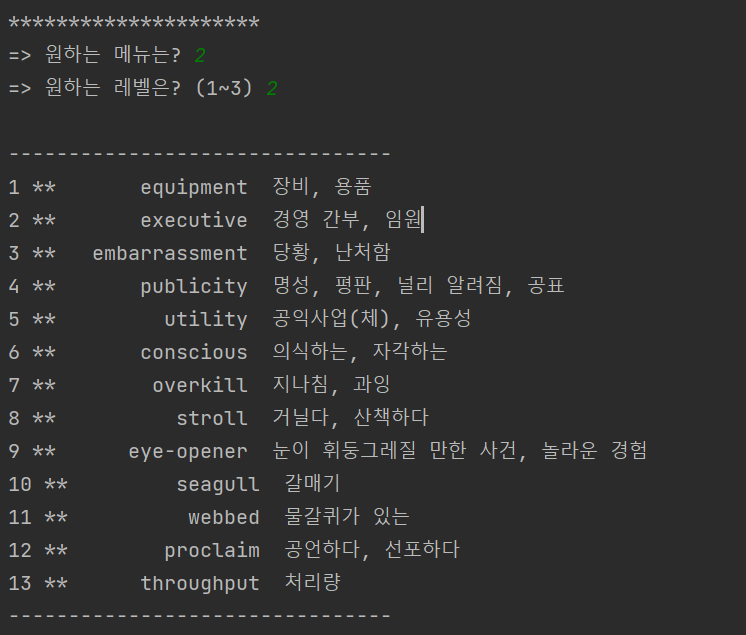 *********************
=> 원하는 메뉴는? 2
=> 원하는 레벨은? (1~3) 2
--------------------------------
1 ** equipment 장비, 용품
2 ** executive 경영 간부, 임원
3 ** embarrassment 당황, 난처함
4 ** publicity 명성, 평판, 널리 알려짐, 공표
5 ** utility 공익사업(체), 유용성
6 ** conscious 의식하는, 자각하는
7 ** overkill 지나침, 과잉
8 ** stroll 거닐다, 산책하다
9 ** eye-opener 눈이 휘둥그레질 만한 사건, 놀라운 경험
10 ** seagull 갈매기
11 ** webbed 물갈퀴가 있는
12 ** proclaim 공언하다, 선포하다
13 ** throughput 처리량
--------------------------------